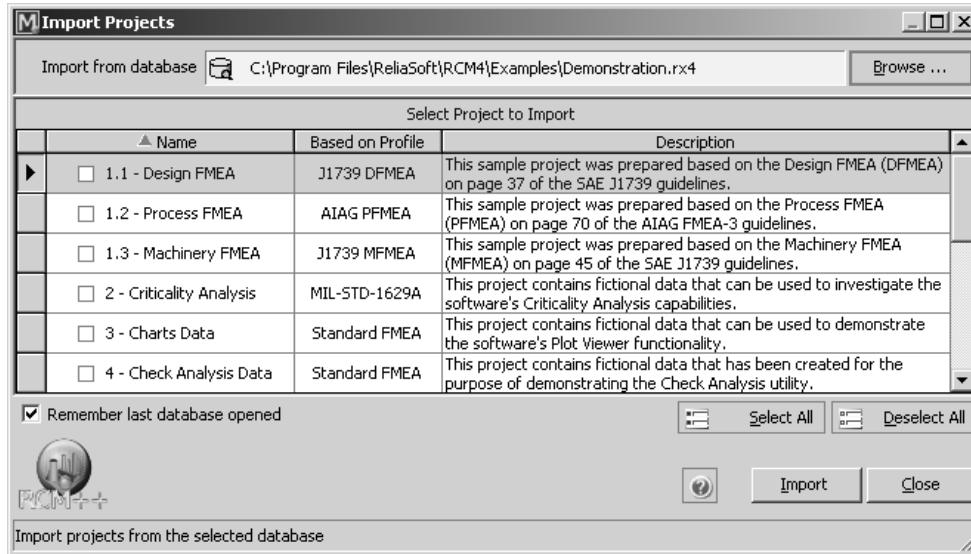 Import Projects
Import from database C:\Program Files\ReliaSoft\RCM4\Examples\Demonstration.rx4 Browse ...
Select Project to Import
Name Based on Profile Description
1.1 - Design FMEA J1739 DFMEA This sample project was prepared based on the Design FMEA (DFMEA)
on page 37 of the SAE J1739 guidelines.
1.2 - Process FMEA AIAG PFMEA This sample project was prepared based on the Process FMEA
(PFMEA) on page 70 of the AIAG FMEA-3 guidelines.
1.3 - Machinery FMEA J1739 MFMEA This sample project was prepared based on the Machinery FMEA
(MFMEA) on page 45 of the SAE J1739 guidelines.
2 - Criticality Analysis MIL-STD-1629A This project contains fictional data that can be used to investigate the
software's Criticality Analysis capabilities.
3 - Charts Data Standard FMEA This project contains fictional data that can be used to demonstrate
the software's Plot Viewer functionality.
4 - Check Analysis Data Standard FMEA This project contains fictional data that has been created for the
purpose of demonstrating the Check Analysis utility.
Remember last database opened Select All Deselect All
RCM++ Import Close
Import projects from the selected database